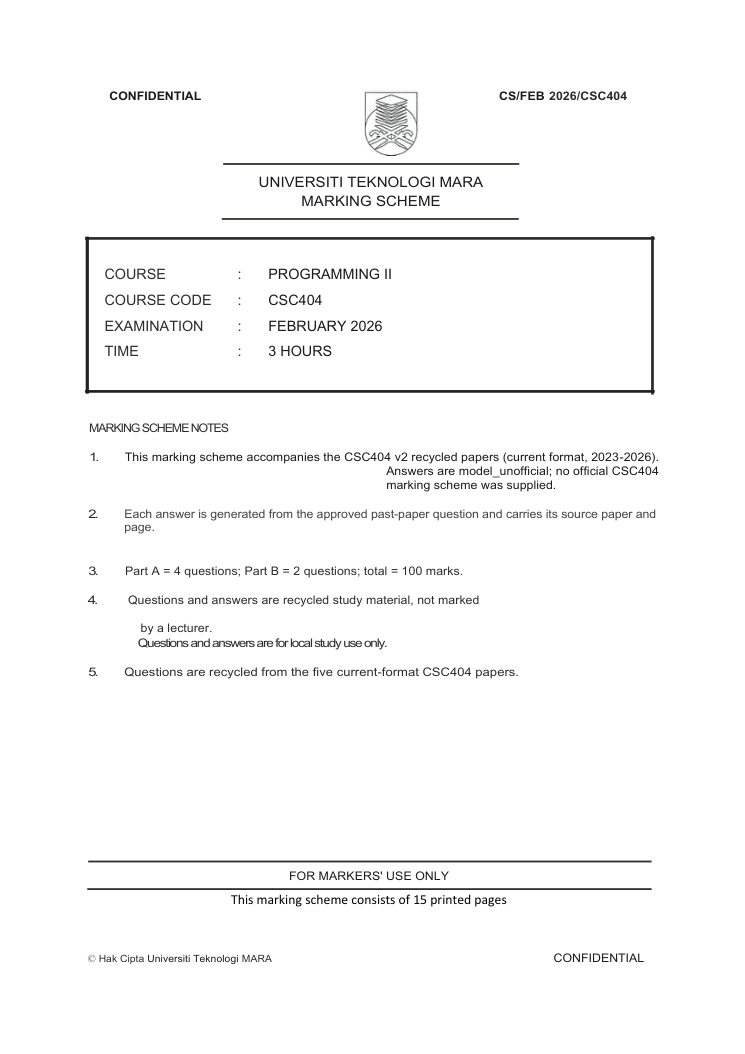 CONFIDENTIAL
CS/FEB 2026/CSC404
UNIVERSITI TEKNOLOGI MARA
MARKING SCHEME
COURSE : PROGRAMMING II
COURSE CODE : CSC404
EXAMINATION : FEBRUARY 2026
TIME : 3 HOURS
MARKING SCHEME NOTES
1. This marking scheme accompanies the CSC404 v2 recycled papers (current format, 2023-2026).
Answers are model_unofficial; no official CSC404
marking scheme was supplied.
2. Each answer is generated from the approved past-paper question and carries its source paper and
page.
3. Part A = 4 questions; Part B = 2 questions; total = 100 marks.
4. Questions and answers are recycled study material, not marked
by a lecturer.
Questions and answers are for local study use only.
5. Questions are recycled from the five current-format CSC404 papers.
FOR MARKERS' USE ONLY
This marking scheme consists of 15 printed pages
© Hak Cipta Universiti Teknologi MARA
CONFIDENTIAL